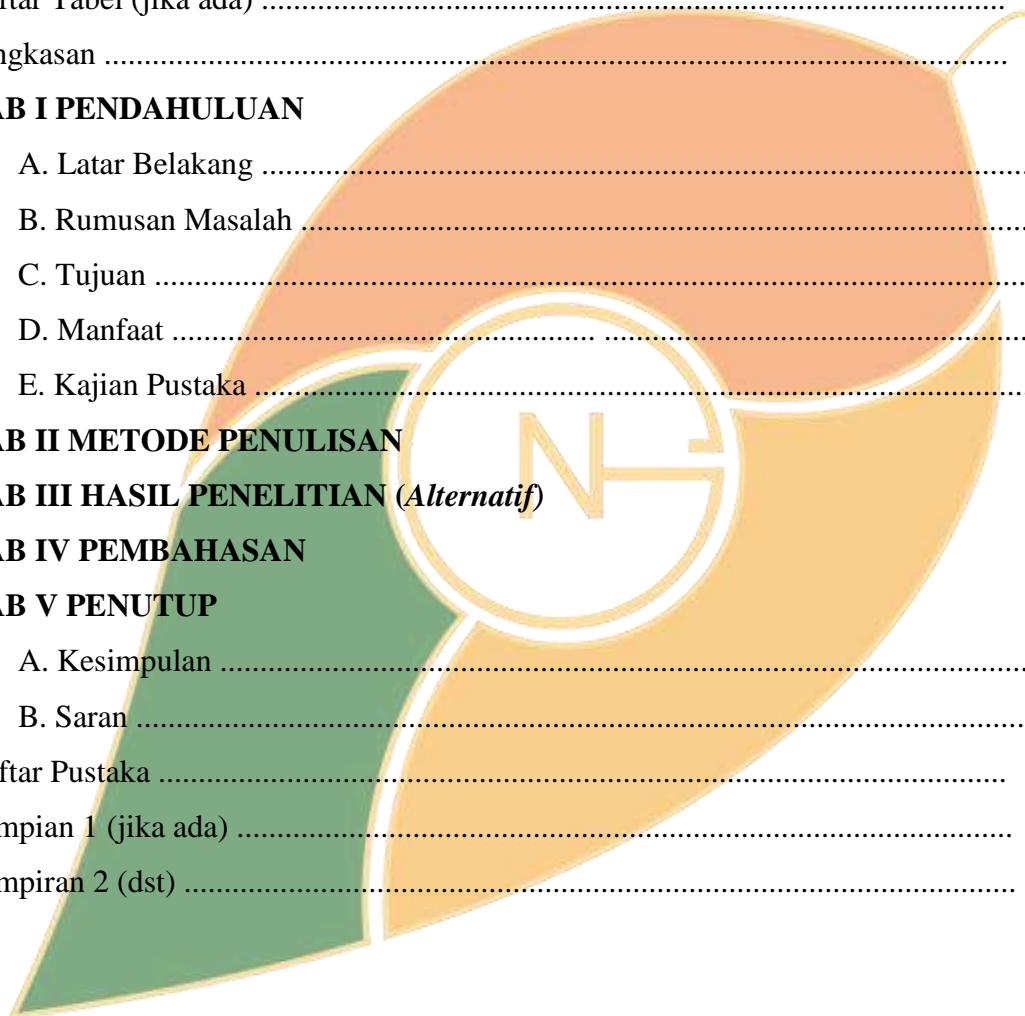 ftar Tabel (jika ada) ................................................................................................
ngkasan .................................................................................................................
AB I PENDAHULUAN
A. Latar Belakang ................................................................................................
B. Rumusan Masalah ...........................................................................................
C. Tujuan .............................................................................................................
D. Manfaat ..................................................... .....................................................
E. Kajian Pustaka .................................................................................................
AB II METODE PENULISAN
AB III HASIL PENELITIAN (Alternatif)
AB IV PEMBAHASAN
AB V PENUTUP
A. Kesimpulan .....................................................................................................
B. Saran ................................................................................................................
ftar Pustaka ..........................................................................................................
mpian 1 (jika ada) .................................................................................................
mpiran 2 (dst) ........................................................................................................